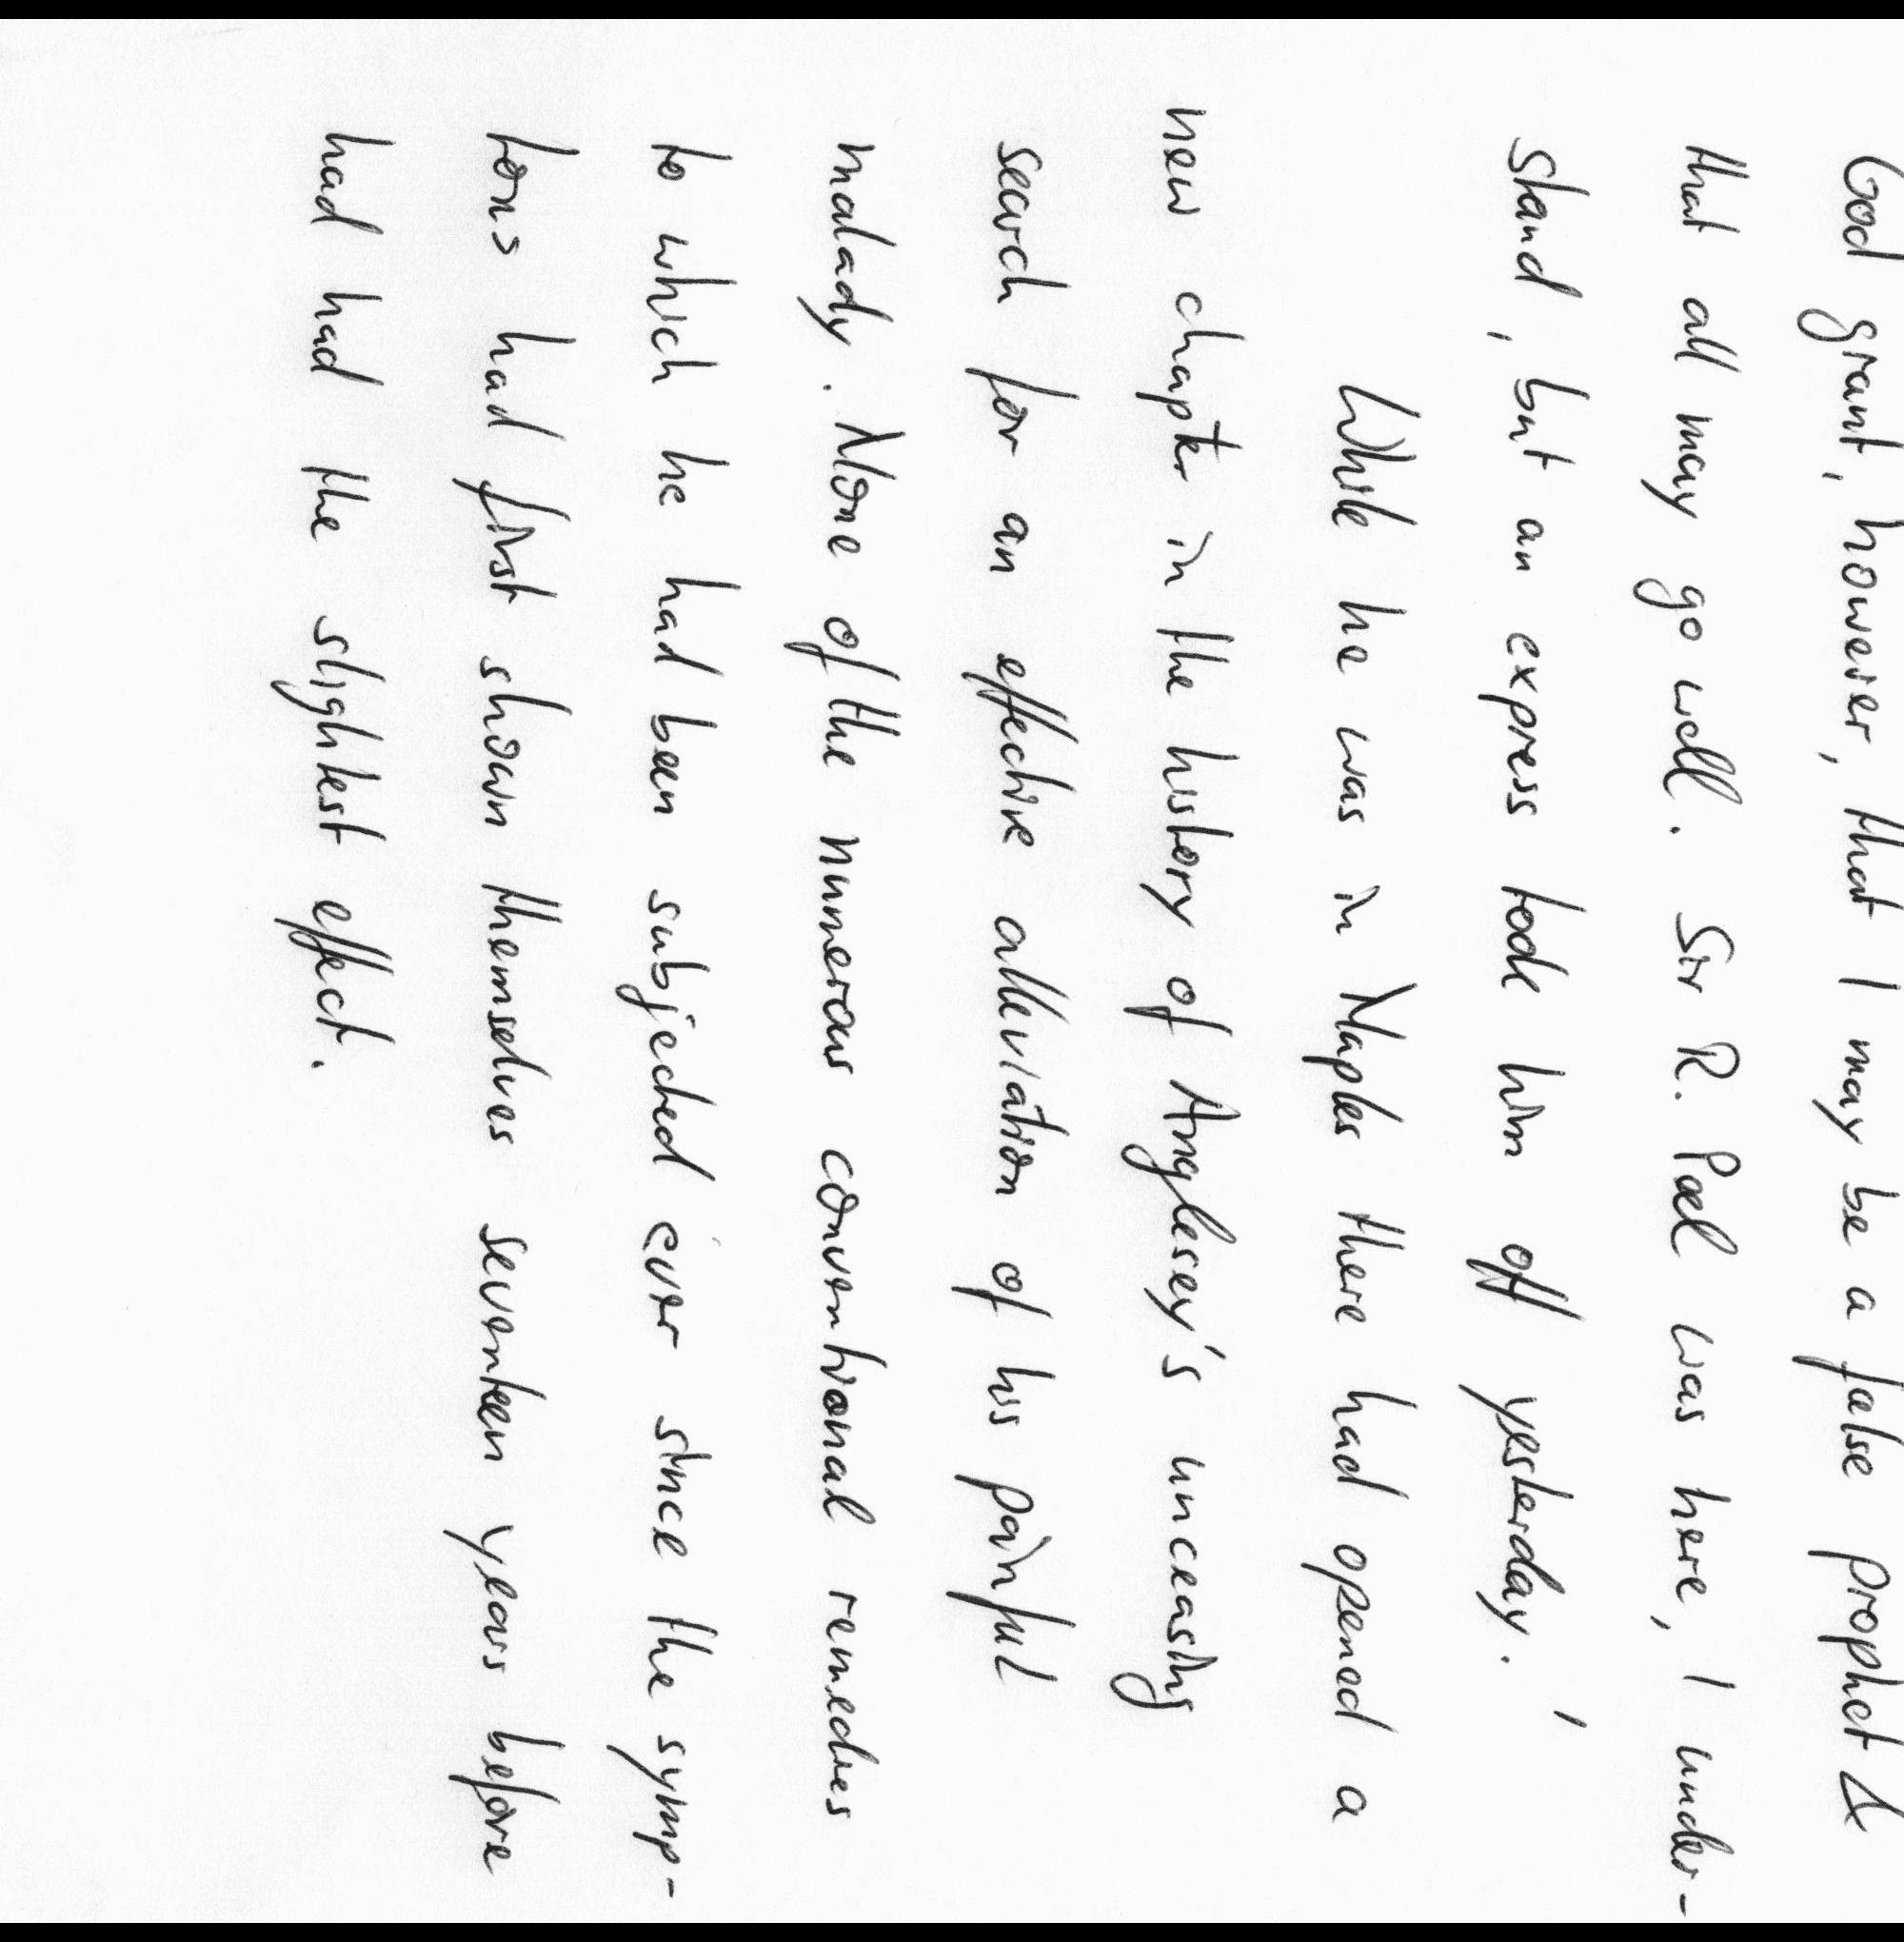 God grant, however, that I may be a false prophet &
that all may go well. Sir R. Peel was here, I under-
stand, but an express took him off yesterday.'
While he was in Naples there had opened a
new chapter in the history of Anglesey's unceasing
search for an effective alleviation of his painful
malady. None of the numerous conventional remedies
to which he had been subjected ever since the symp-
toms had first shown themselves seventeen years before
had had the slightest effect.